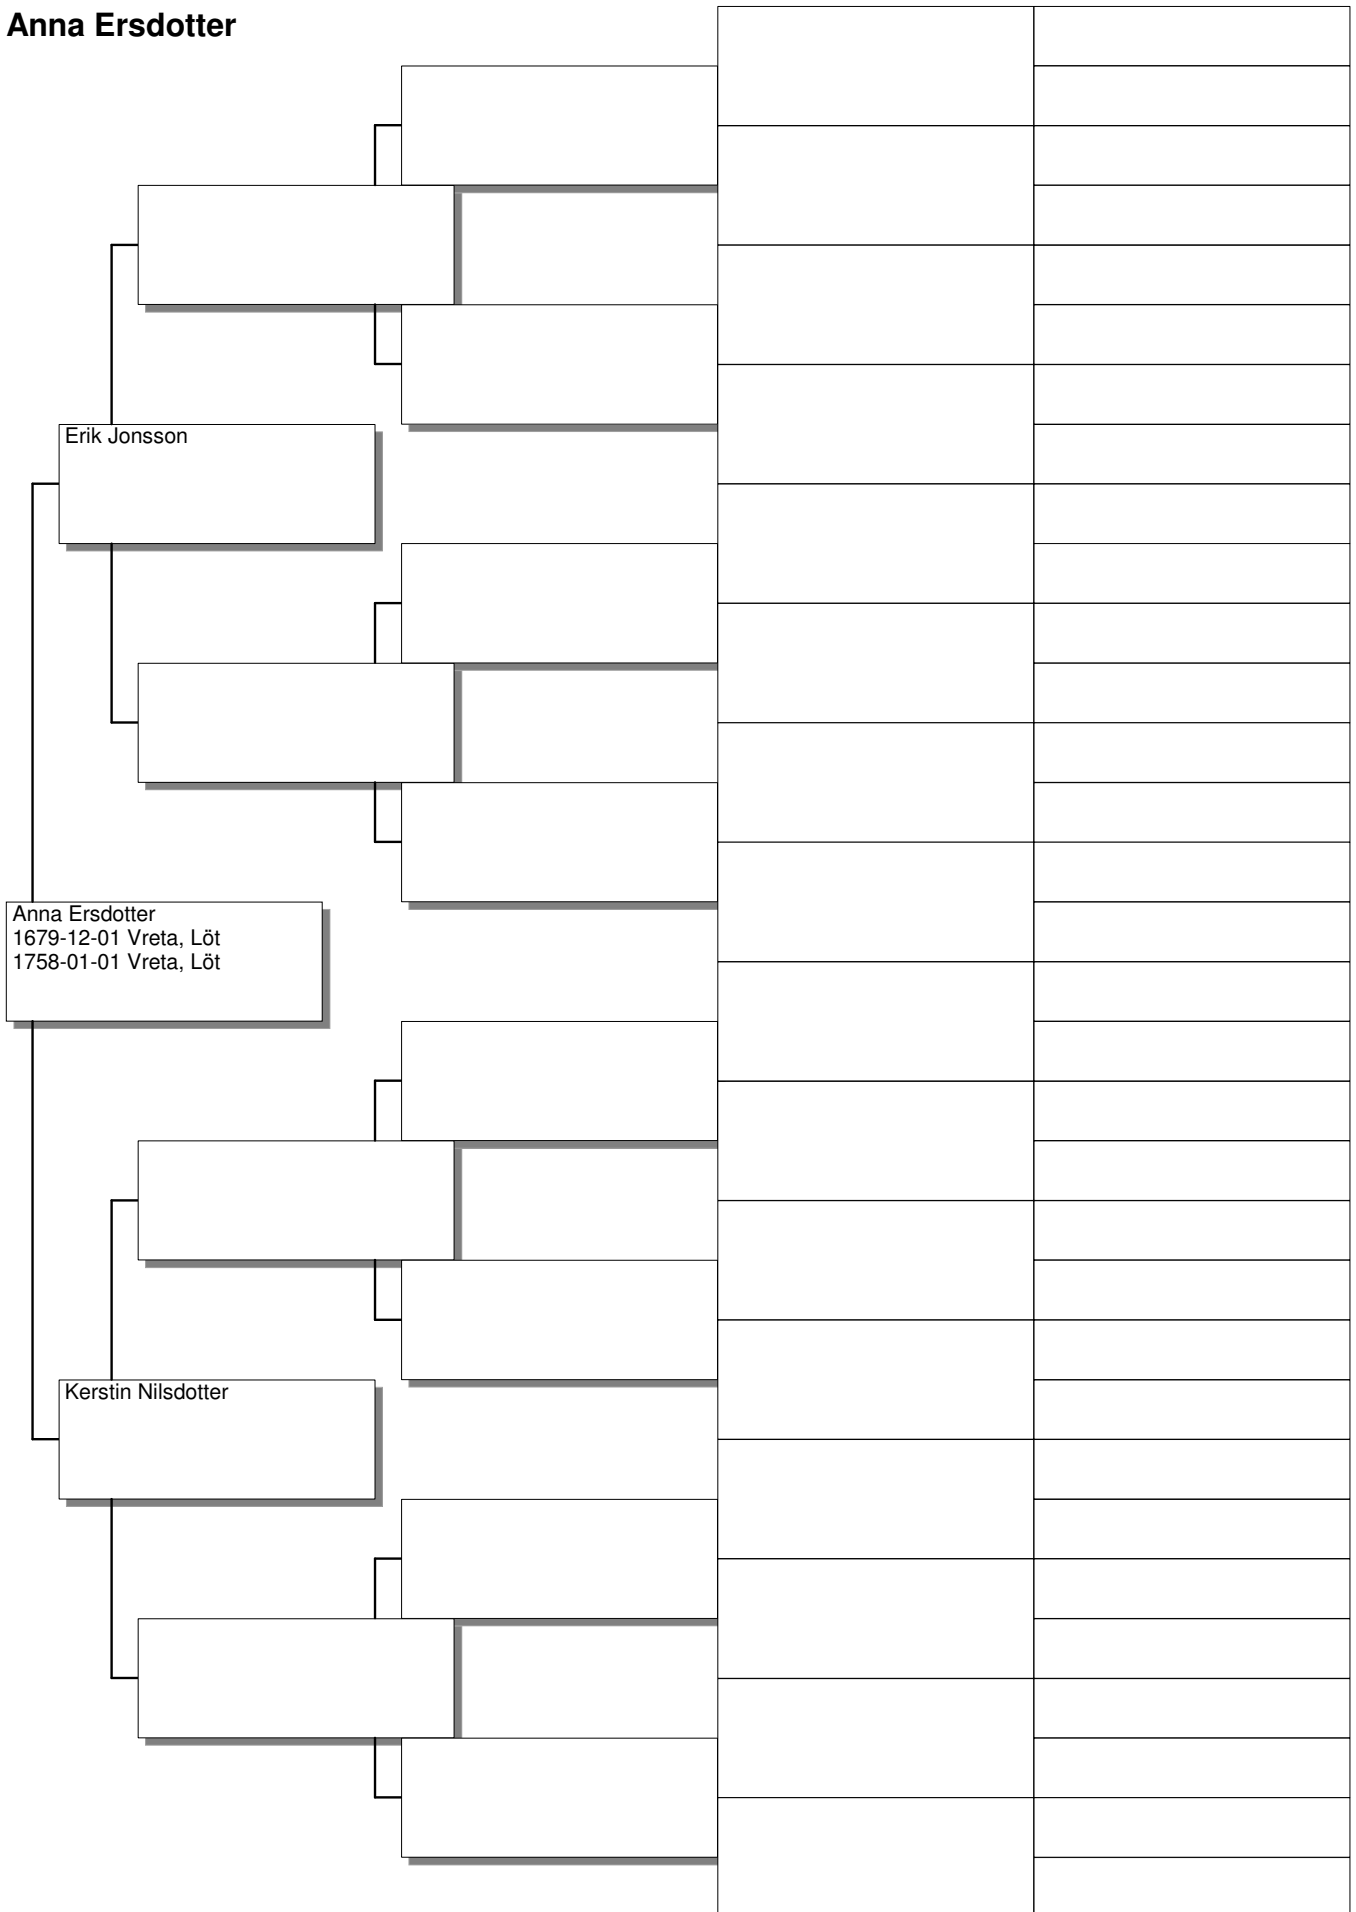 Anna Ersdotter
Erik Jonsson
Anna Ersdotter
1679-12-01 Vreta, Löt
1758-01-01 Vreta, Löt
Kerstin Nilsdotter